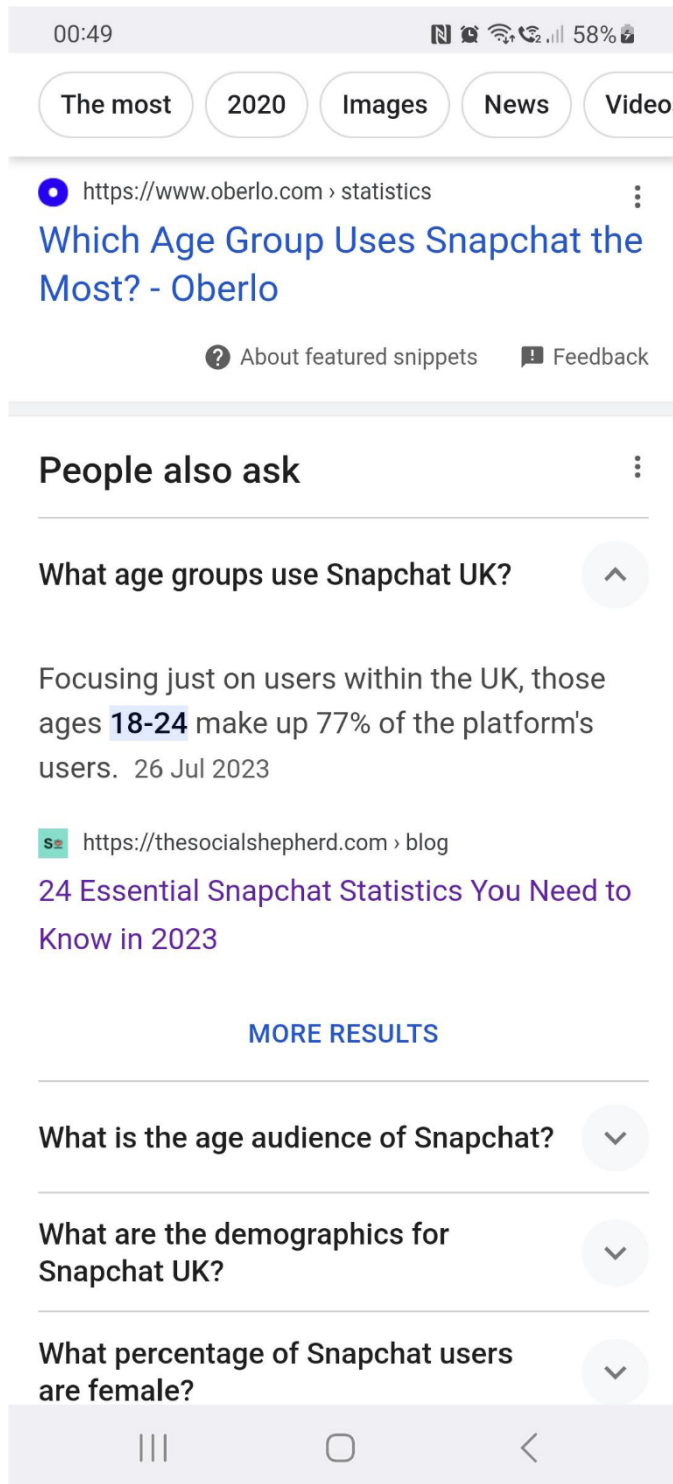 00:49 58%
The most 2020 Images News Videos
https://www.oberlo.com › statistics
Which Age Group Uses Snapchat the
Most? - Oberlo
About featured snippets Feedback
People also ask
What age groups use Snapchat UK?
Focusing just on users within the UK, those
ages 18-24 make up 77% of the platform's
users. 26 Jul 2023
https://thesocialshepherd.com › blog
24 Essential Snapchat Statistics You Need to
Know in 2023
MORE RESULTS
What is the age audience of Snapchat?
What are the demographics for
Snapchat UK?
What percentage of Snapchat users
are female?